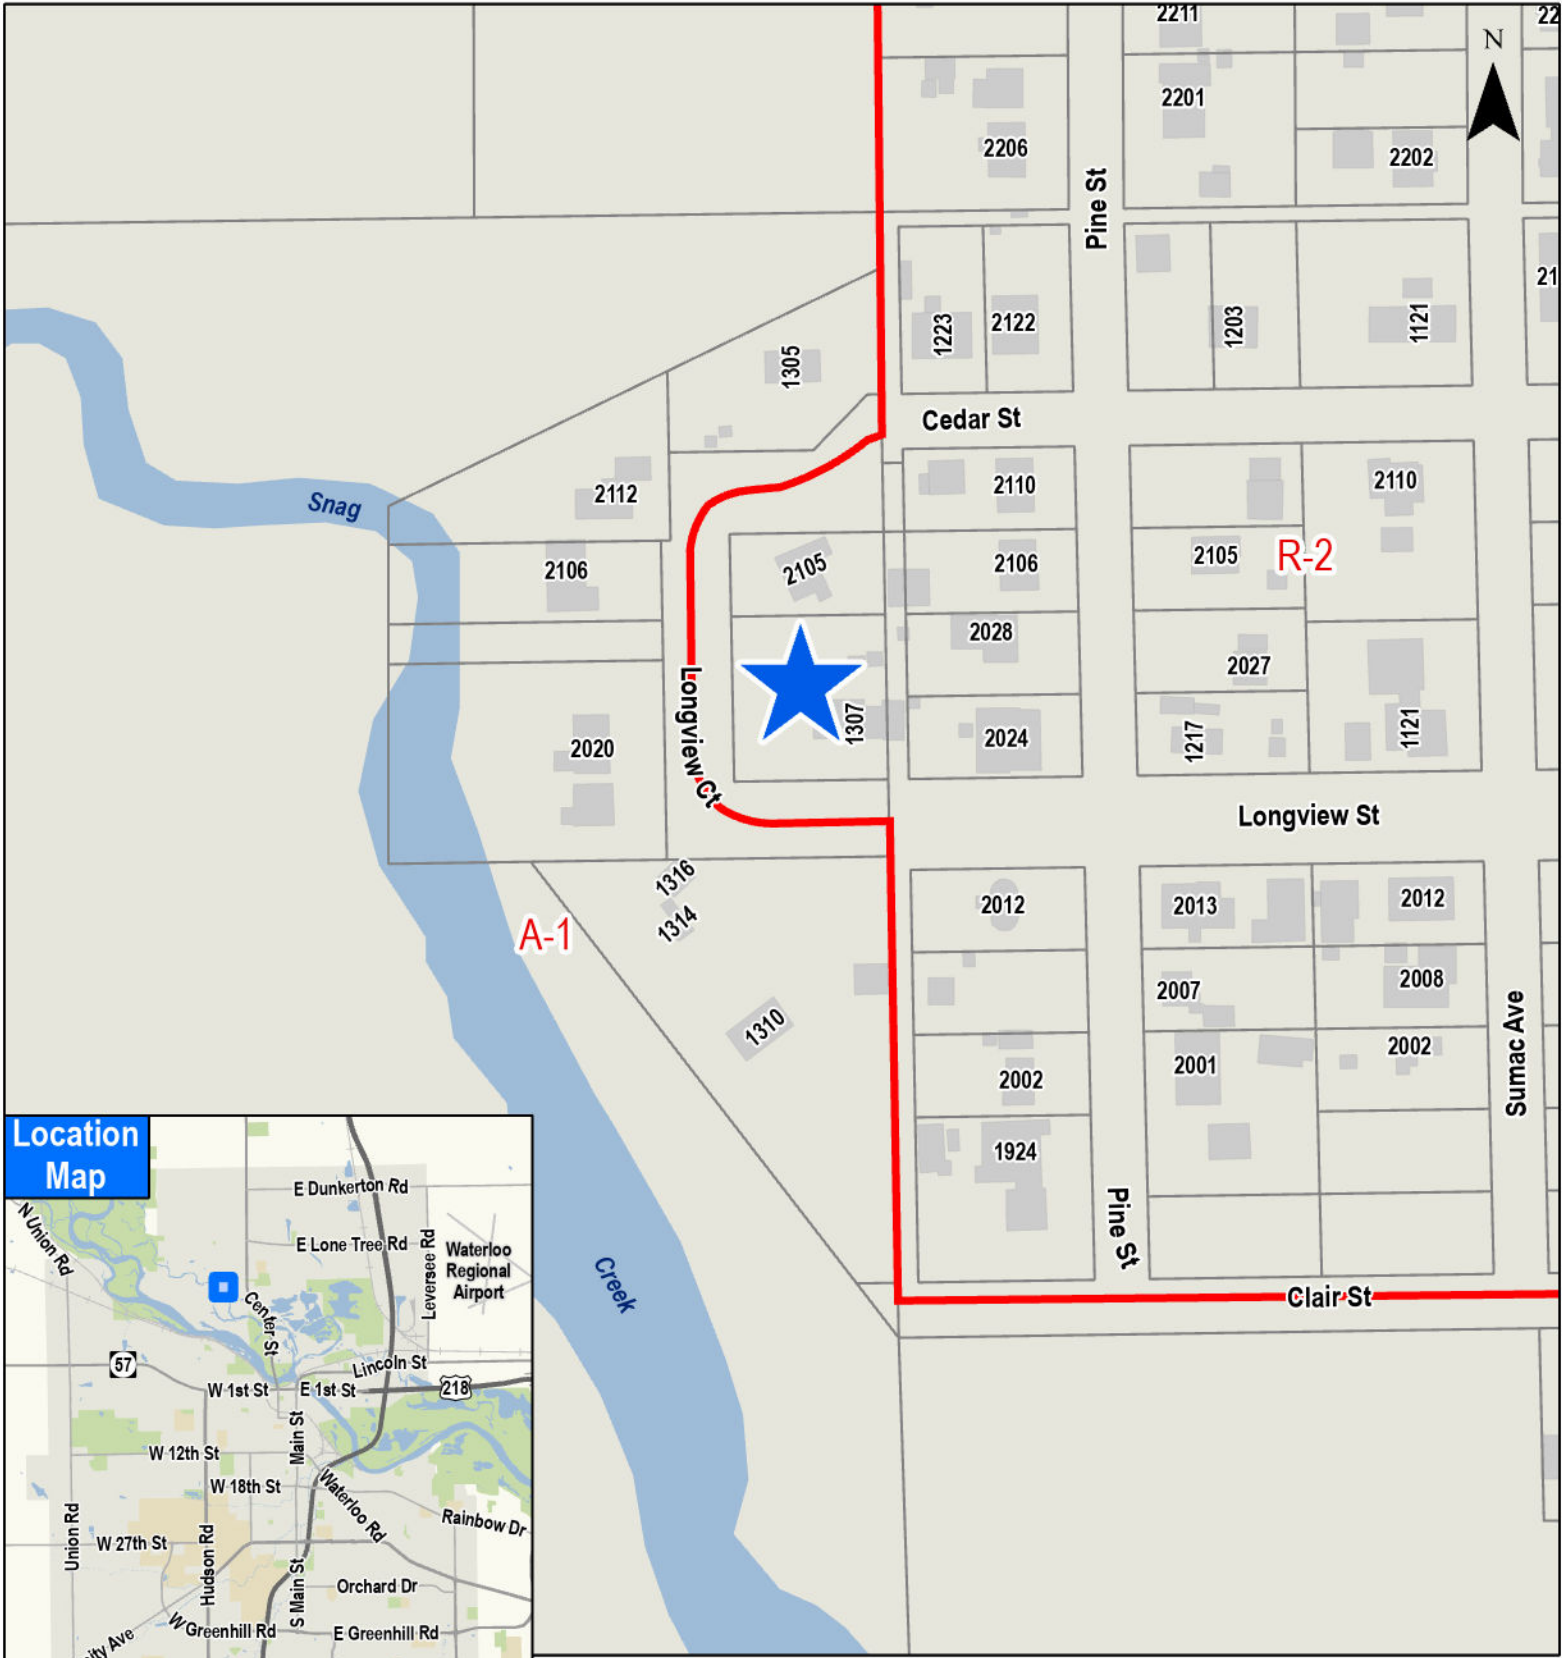 2211
22
N
2201
2206
2202
Pine St
21
1223
2122
1203
1121
1305
Cedar St
2112
Snag
2110
2110
2106
2105
2106
2105
R-2
2028
2027
Longview Ct
1307
2020
2024
1217
1121
Longview St
1316
1314
A-1
2012
2013
2012
2007
2008
1310
2002
2001
2002
Sumac Ave
1924
Pine St
Creek
Clair St
Location
Map
E Dunkerton Rd
N Union Rd
E Lone Tree Rd
Leversee Rd
Waterloo
Regional
Airport
Center St
57
Lincoln St
W 1st St
E 1st St
218
Main St
W 12th St
W 18th St
Waterloo Rd
Rainbow Dr
Union Rd
W 27th St
Hudson Rd
S Main St
Orchard Dr
W Greenhill Rd
E Greenhill Rd
ity Ave